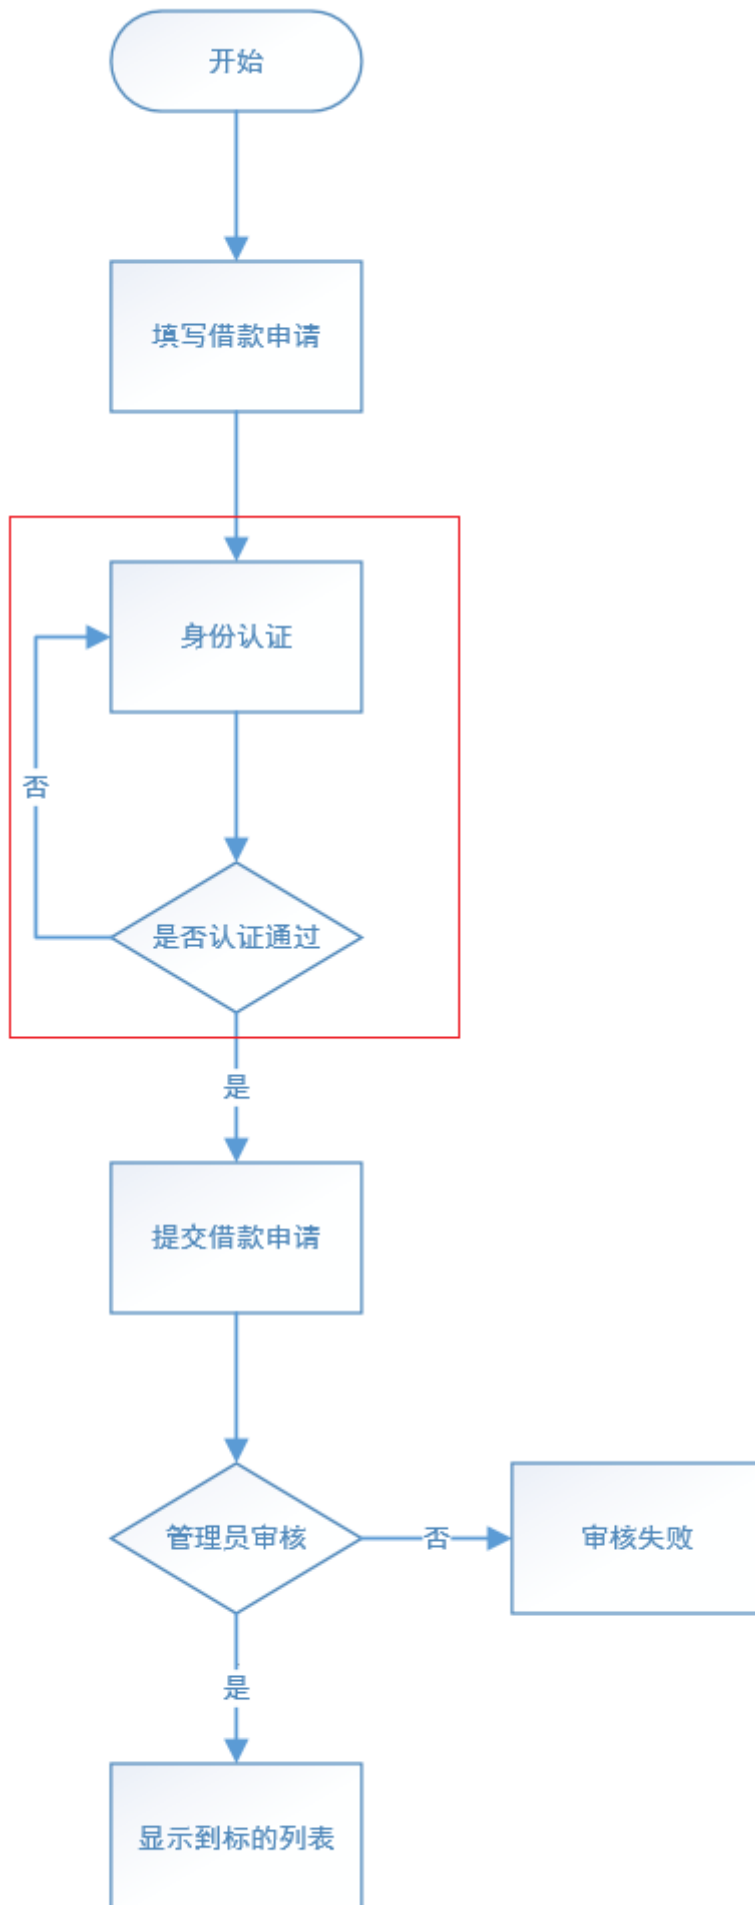 开始
填写借款申请
身份认证
否
是否认证通过
是
提交借款申请
管理员审核
否
审核失败
是
显示到标的列表